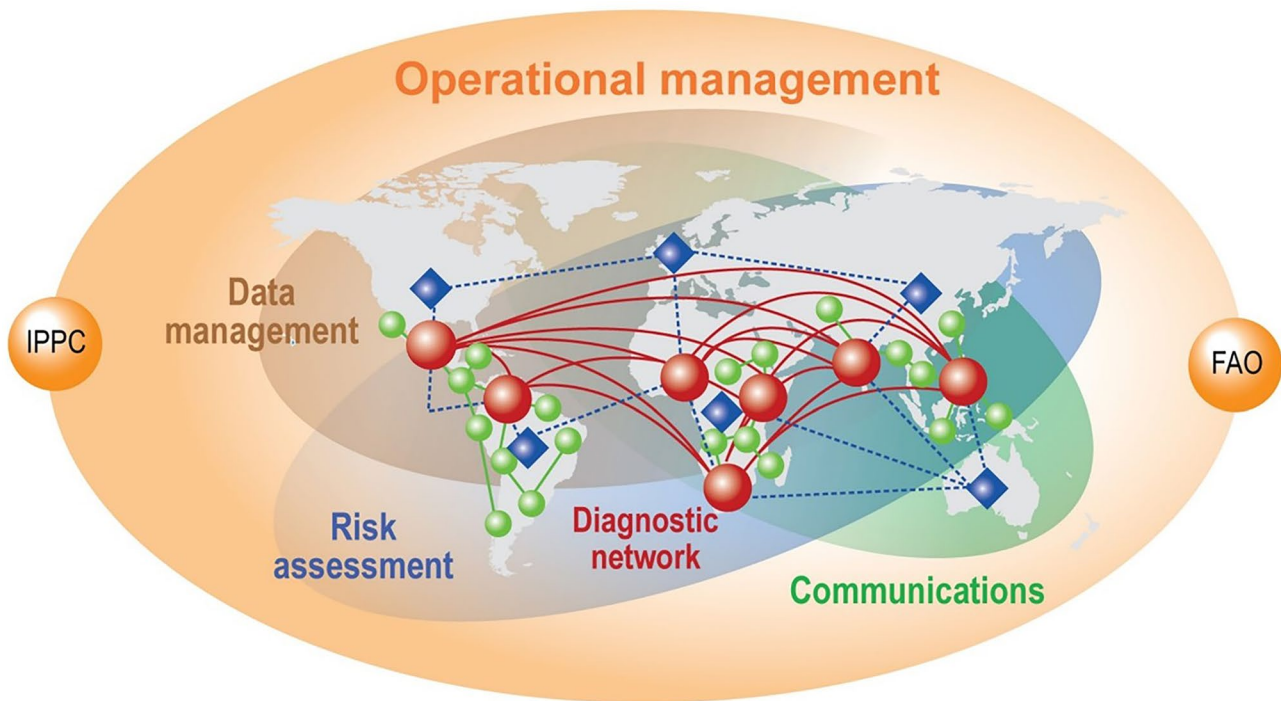 Operational management
Data
management
IPPC
FAO
Risk
assessment
Diagnostic
network
Communications